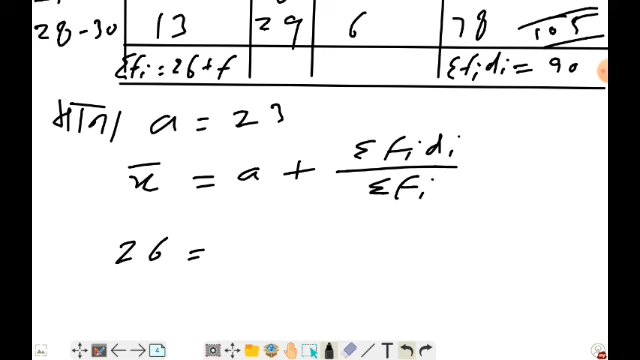 28-30 13 29 6 78 105
Σfi = 26+f Σfidi = 90
माना a = 23
x̄ = a + Σfidi / Σfi
26 =